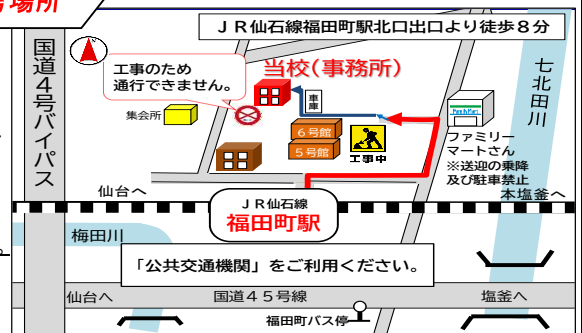 場所
ＪＲ仙石線福田町駅北口出口より徒歩８分
国道４号バイパス
工事のため
通行できません。
当校(事務所)
七北田川
車庫
集会所
６号館
５号館
工事中
FamilyMart
ファミリー
マートさん
※送迎の乗降
及び駐車禁止
仙台へ
本塩釜へ
ＪＲ仙石線
福田町駅
梅田川
「公共交通機関」をご利用ください。
仙台へ
国道４５号線
塩釜へ
福田町バス停